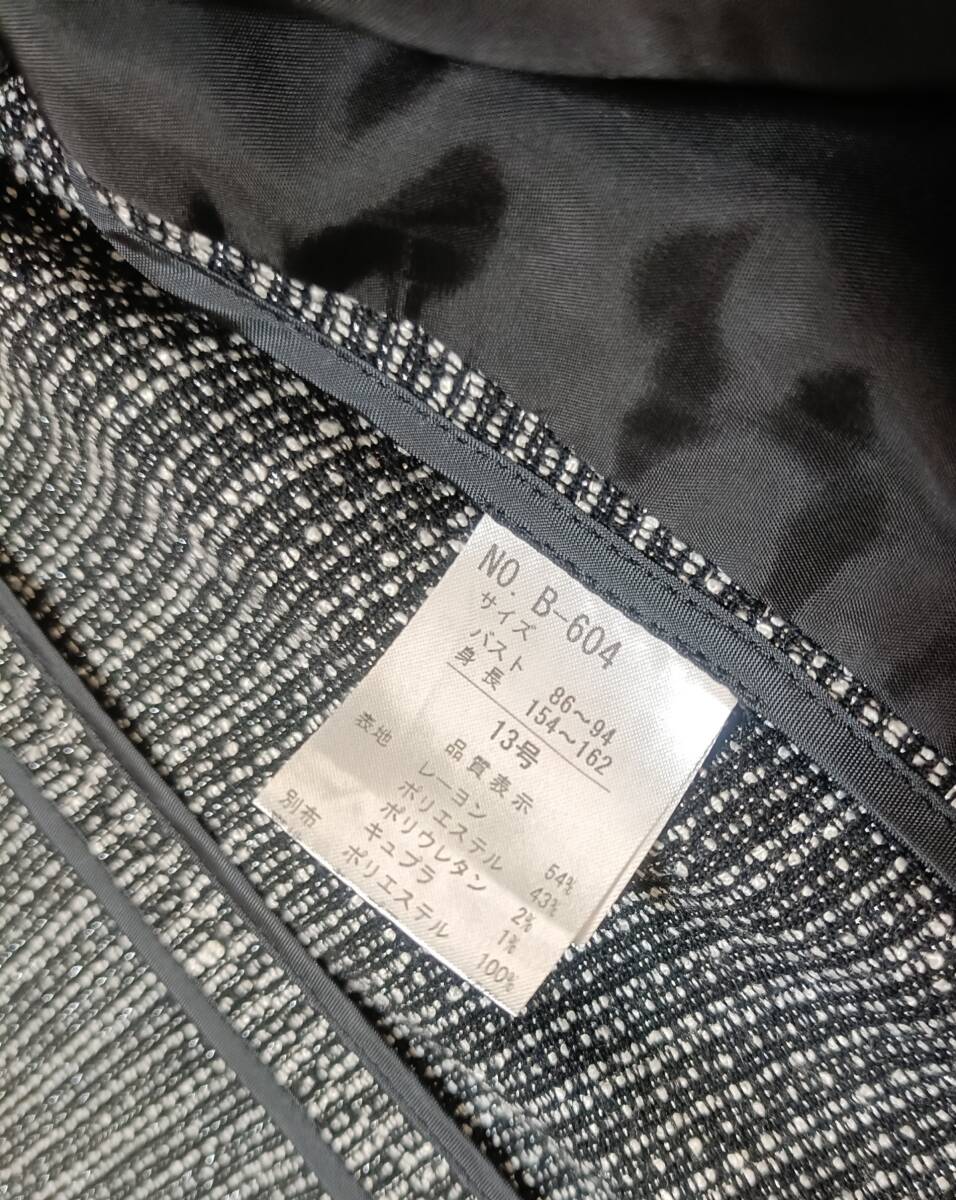 NO. B-604
サイズ
バスト 86〜94
身長 154〜162
13号
品質表示
表地 レーヨン 54%
ポリエステル 43%
ポリウレタン 2%
キュプラ 1%
別布 ポリエステル 100%